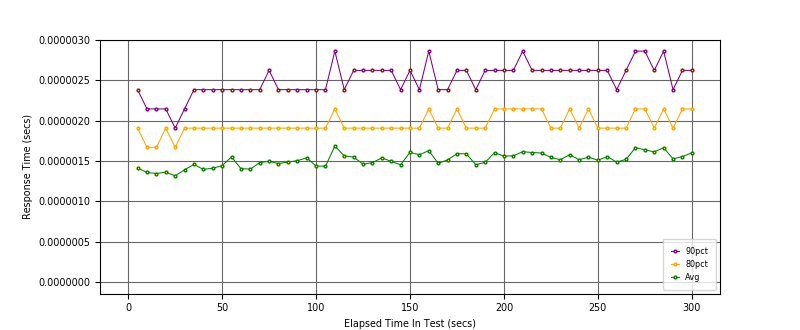 0.0000030
0.0000025
0.0000020
0.0000015
0.0000010
0.0000005
0.0000000
Response Time (secs)
0 50 100 150 200 250 300
Elapsed Time In Test (secs)
90pct
80pct
Avg